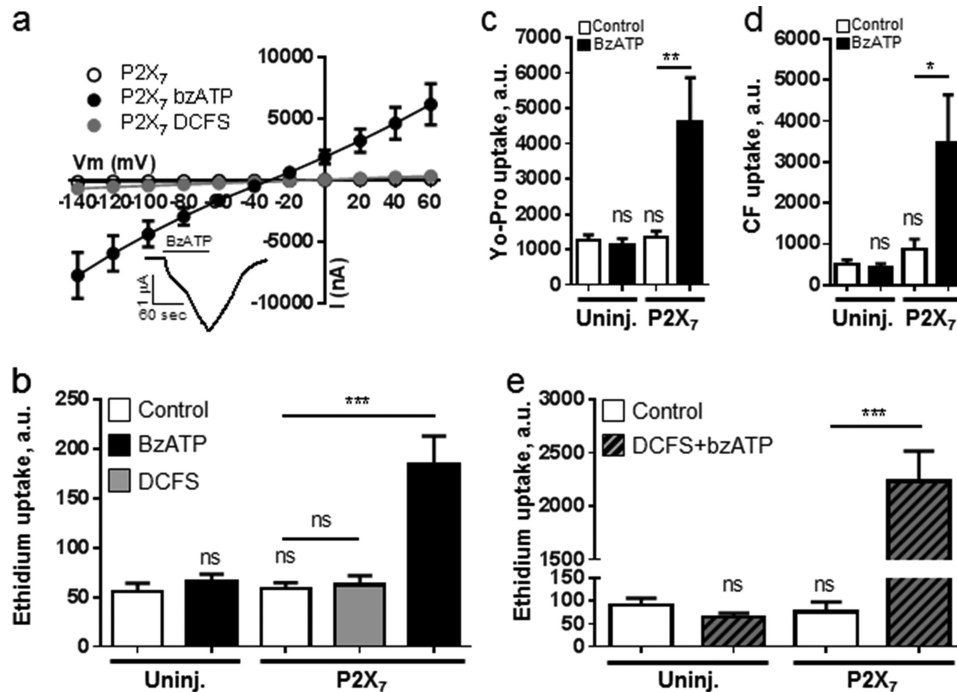 a
P2X7
P2X7 bzATP
P2X7 DCFS
Vm (mV)
10000
5000
-140 -120 -100 -80 -60 -40 -20 20 40 60
-5000
-10000
I (nA)
BzATP
1 µA
60 sec
c
Control
BzATP
Yo-Pro uptake, a.u.
8000
7000
6000
5000
4000
3000
2000
1000
0
ns
ns
**
Uninj. P2X7
d
Control
BzATP
CF uptake, a.u.
6000
5000
4000
3000
2000
1000
0
ns
ns
*
Uninj. P2X7
b
Control
BzATP
DCFS
Ethidium uptake, a.u.
250
200
150
100
50
0
ns
ns
ns
***
Uninj. P2X7
e
Control
DCFS+bzATP
Ethidium uptake, a.u.
3000
2500
2000
150
100
50
0
ns
ns
***
Uninj. P2X7